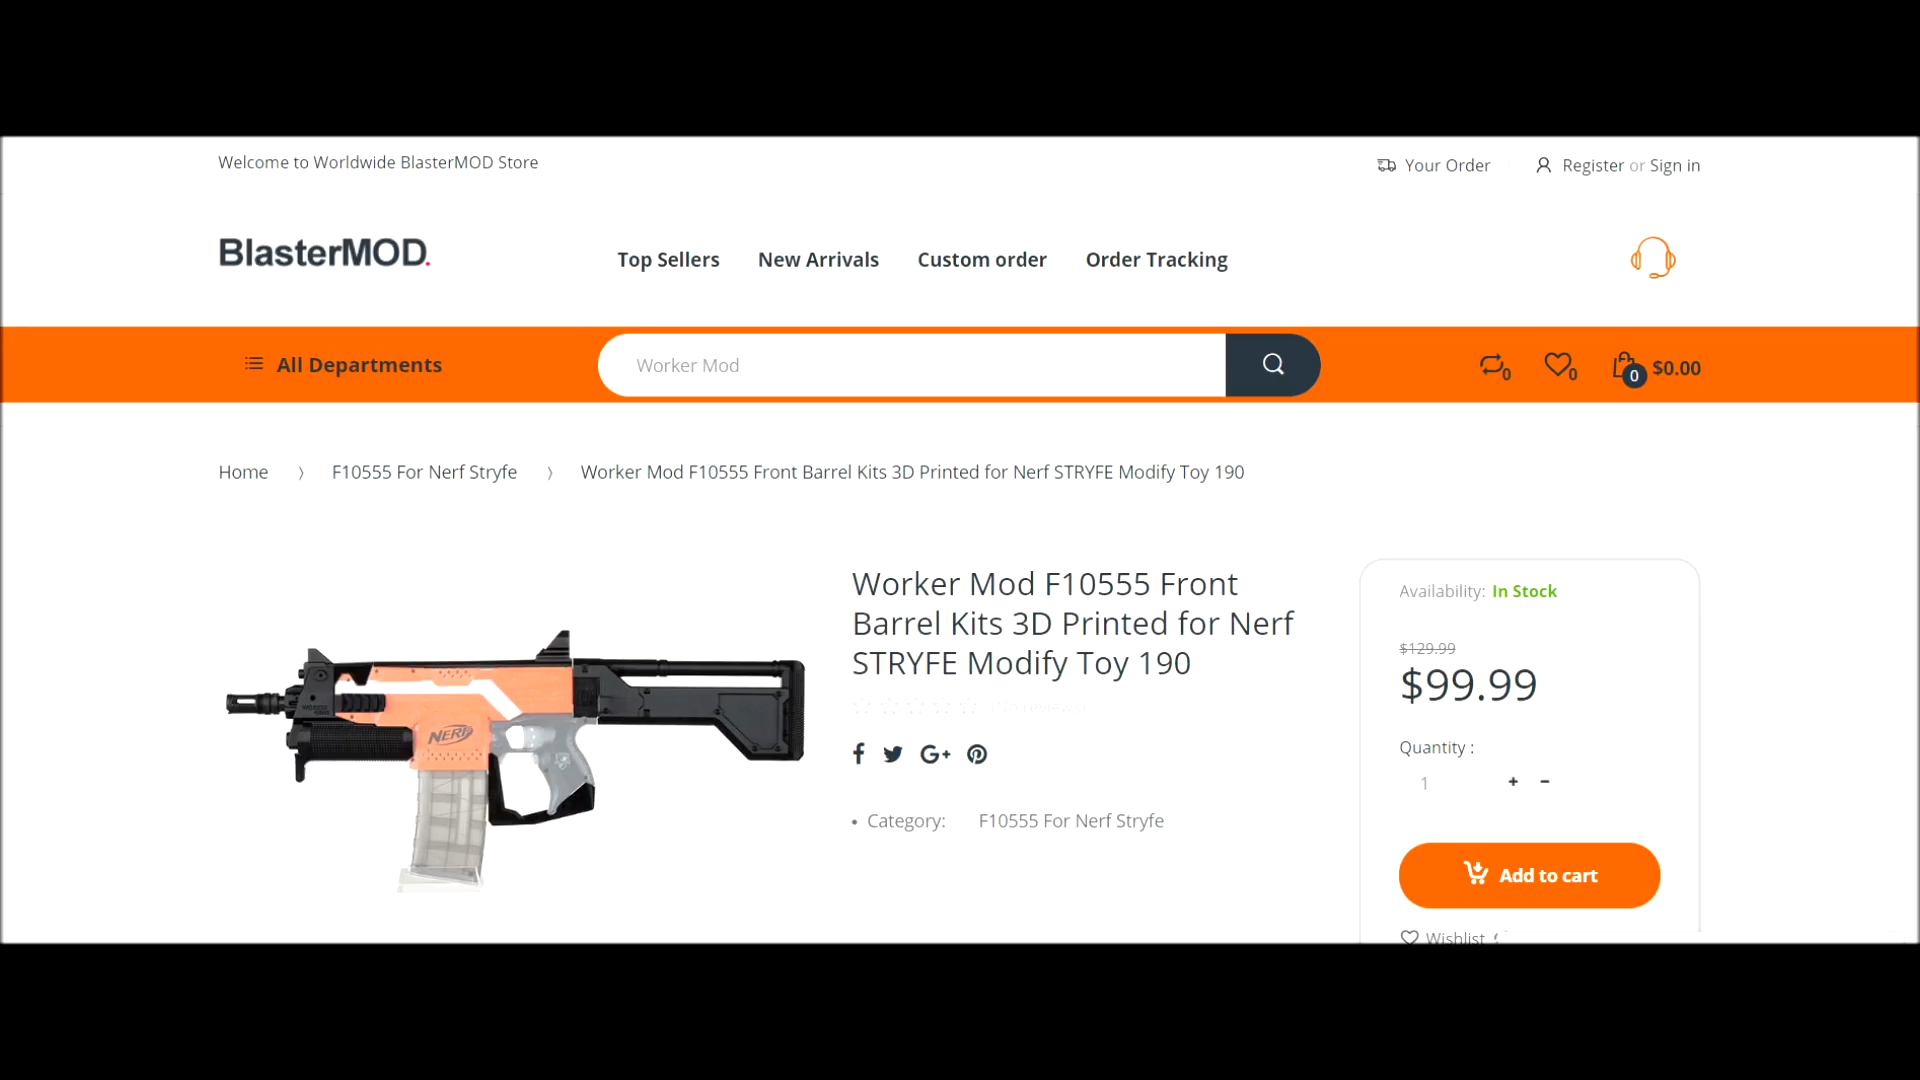 Welcome to Worldwide BlasterMOD Store
Your Order
Register or Sign in
BlasterMOD.
Top Sellers
New Arrivals
Custom order
Order Tracking
All Departments
Worker Mod
0
0
0
$0.00
Home
F10555 For Nerf Stryfe
Worker Mod F10555 Front Barrel Kits 3D Printed for Nerf STRYFE Modify Toy 190
NERF
Worker Mod F10555 Front
Barrel Kits 3D Printed for Nerf
STRYFE Modify Toy 190
G+
• Category: F10555 For Nerf Stryfe
Availability: In Stock
$129.99
$99.99
Quantity :
1 + -
Add to cart
Wishlist